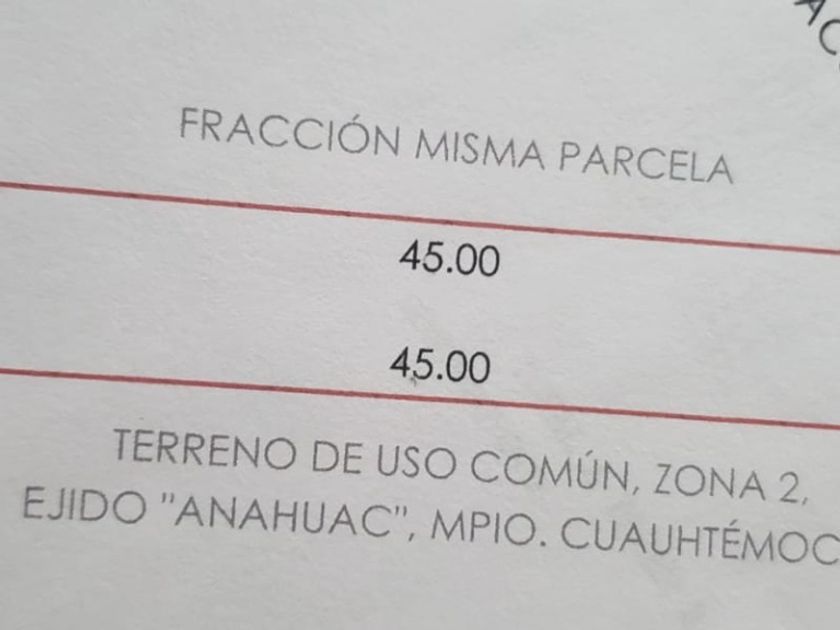 FRACCIÓN MISMA PARCELA
45.00
45.00
TERRENO DE USO COMÚN, ZONA 2,
EJIDO "ANAHUAC", MPIO. CUAUHTÉMOC